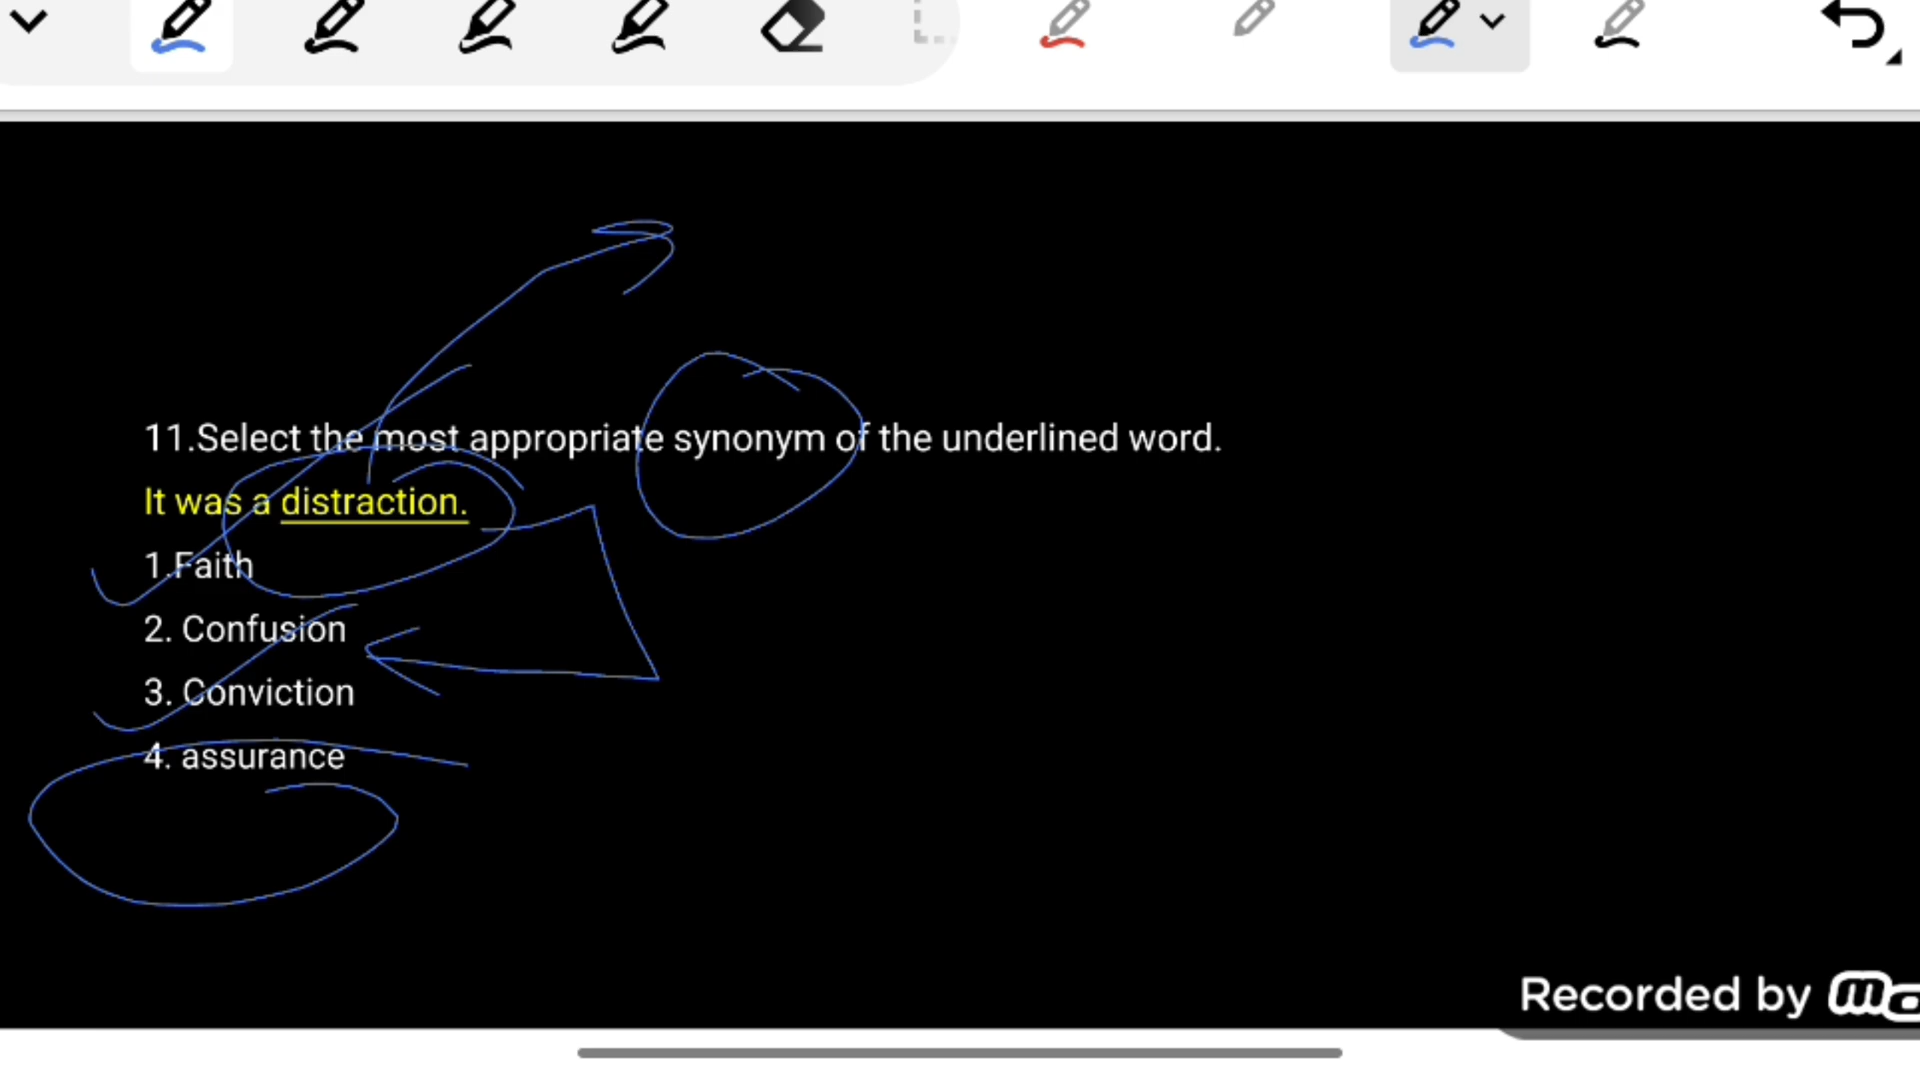 11.Select the most appropriate synonym of the underlined word.
It was a distraction.
1.Faith
2. Confusion
3. Conviction
4. assurance
Recorded by